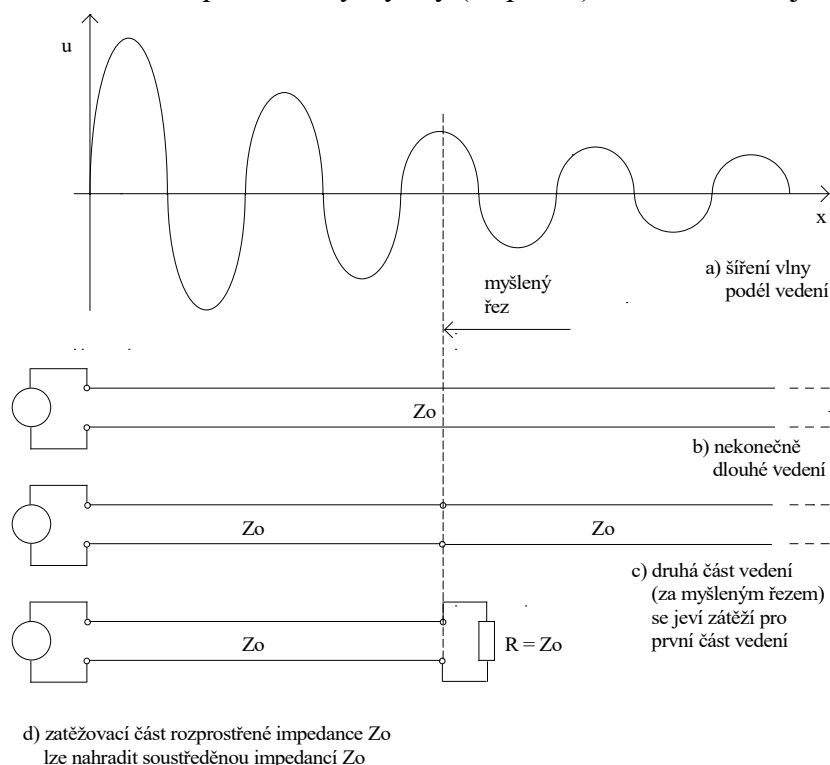 u
x
a) šíření vlny
podél vedení
myšlený
řez
Zo
b) nekonečně
dlouhé vedení
Zo
Zo
c) druhá část vedení
(za myšleným řezem)
se jeví zátěží pro
první část vedení
Zo
R = Zo
d) zatěžovací část rozprostřené impedance Zo
lze nahradit soustředěnou impedancí Zo